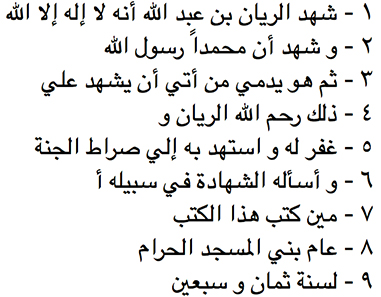 ١ - شهد الريان بن عبد الله أنه لا إله إلا الله
٢ - و شهد أن محمداً رسول الله
٣ - ثم هو يدمي من أتي أن يشهد علي
٤ - ذلك رحم الله الريان و
٥ - غفر له و استهد به إلي صراط الجنة
٦ - و أسأله الشهادة في سبيله أ
٧ - مين كتب هذا الكتب
٨ - عام بني المسجد الحرام
٩ - لسنة ثمان و سبعين